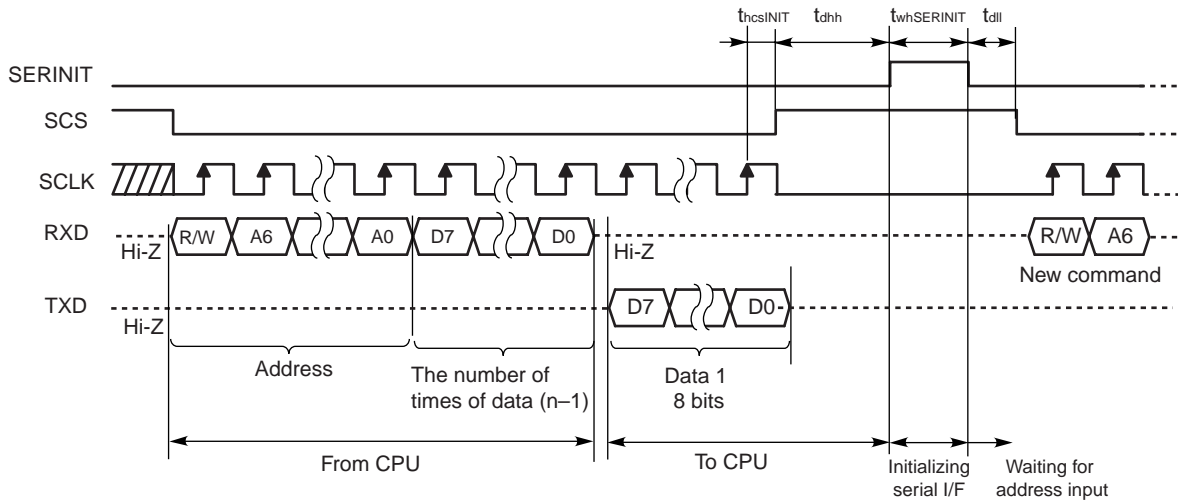 thcsINIT tdhh twhSERINIT tdll
SERINIT
SCS
SCLK
RXD
Hi-Z
R/W A6 A0 D7 D0
Hi-Z
R/W A6
New command
TXD
Hi-Z
D7 D0
Address
The number of
times of data (n–1)
Data 1
8 bits
From CPU
To CPU
Initializing
serial I/F
Waiting for
address input